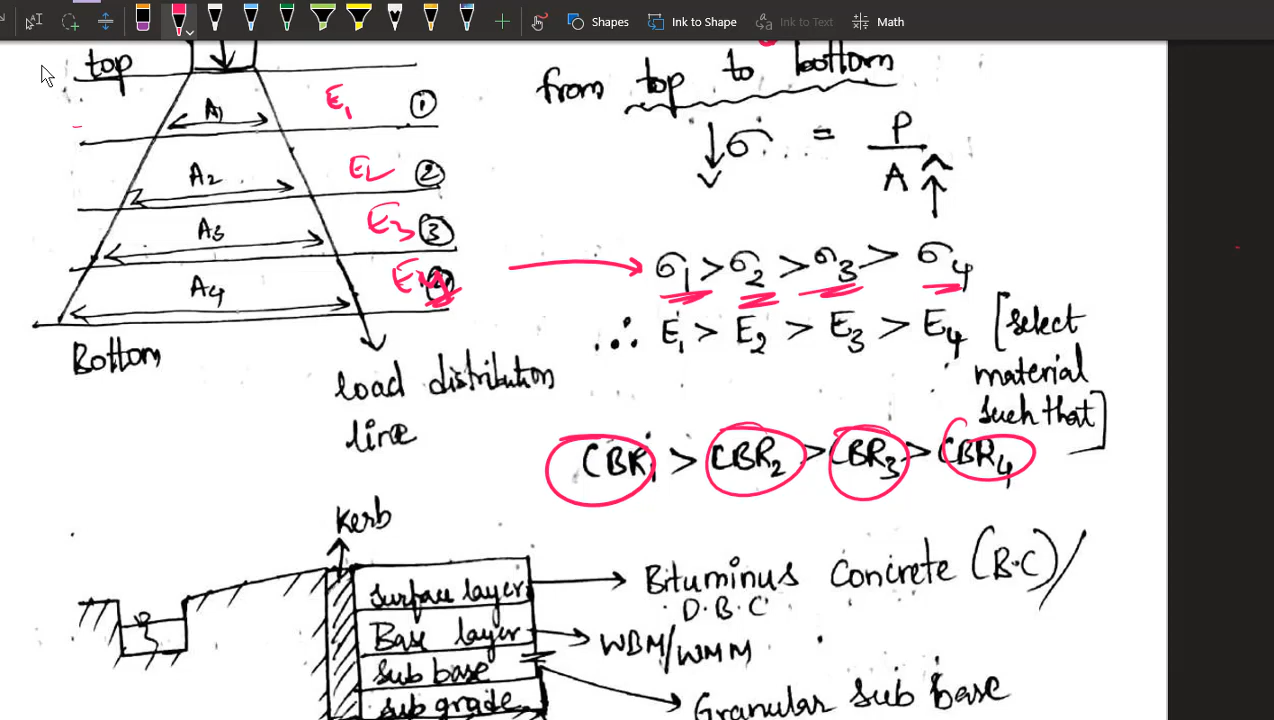 Shapes Ink to Shape Ink to Text Math
top
from top to bottom
A1 E1 ①
↓σ = P/A
A2 E2 ②
A3 E3 ③
A4 E4
σ1 > σ2 > σ3 > σ4
∴ E1 > E2 > E3 > E4 [select
material
such that]
Bottom
load distribution
line
CBR1 > CBR2 > CBR3 > CBR4
Kerb
surface layer → Bituminus Concrete (B.C)/
D.B.C
Base layer → WBM/WMM
Sub base → Granular Sub Base
Sub grade